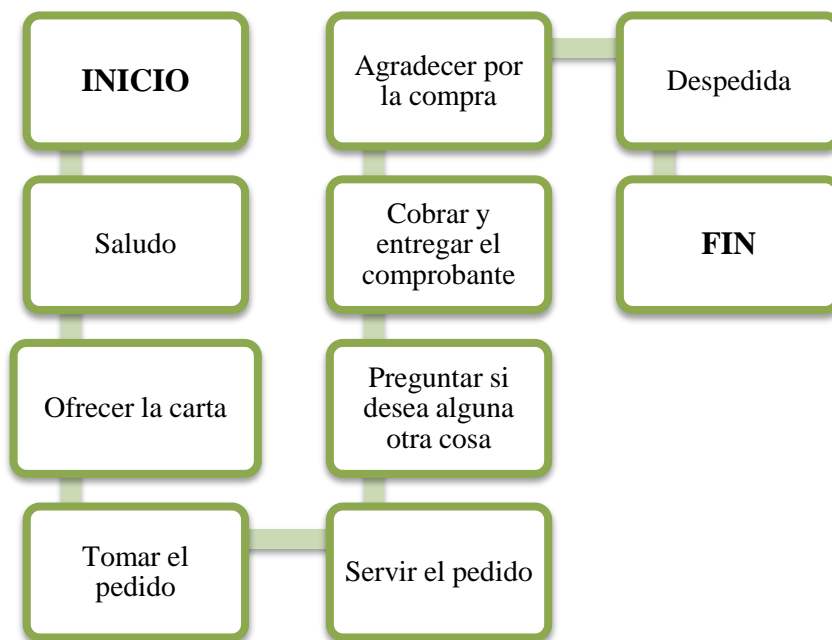 INICIO
Saludo
Ofrecer la carta
Tomar el
pedido
Servir el pedido
Preguntar si
desea alguna
otra cosa
Cobrar y
entregar el
comprobante
Agradecer por
la compra
Despedida
FIN